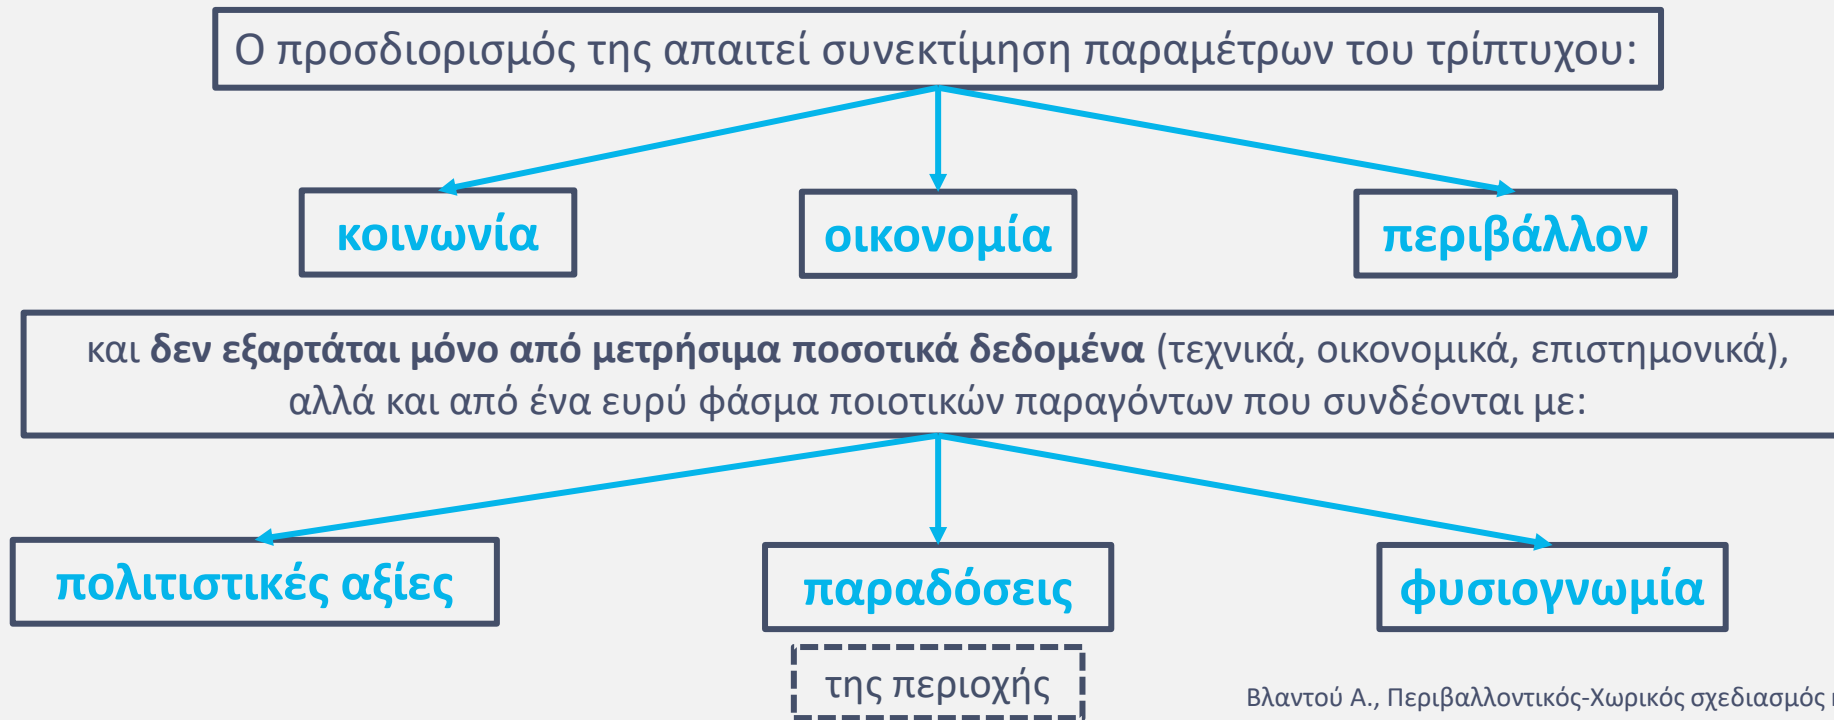 Ο προσδιορισμός της απαιτεί συνεκτίμηση παραμέτρων του τρίπτυχου:
κοινωνία
οικονομία
περιβάλλον
και δεν εξαρτάται μόνο από μετρήσιμα ποσοτικά δεδομένα (τεχνικά, οικονομικά, επιστημονικά),
αλλά και από ένα ευρύ φάσμα ποιοτικών παραγόντων που συνδέονται με:
πολιτιστικές αξίες
παραδόσεις
φυσιογνωμία
της περιοχής
Βλαντού Α., Περιβαλλοντικός-Χωρικός σχεδιασμός